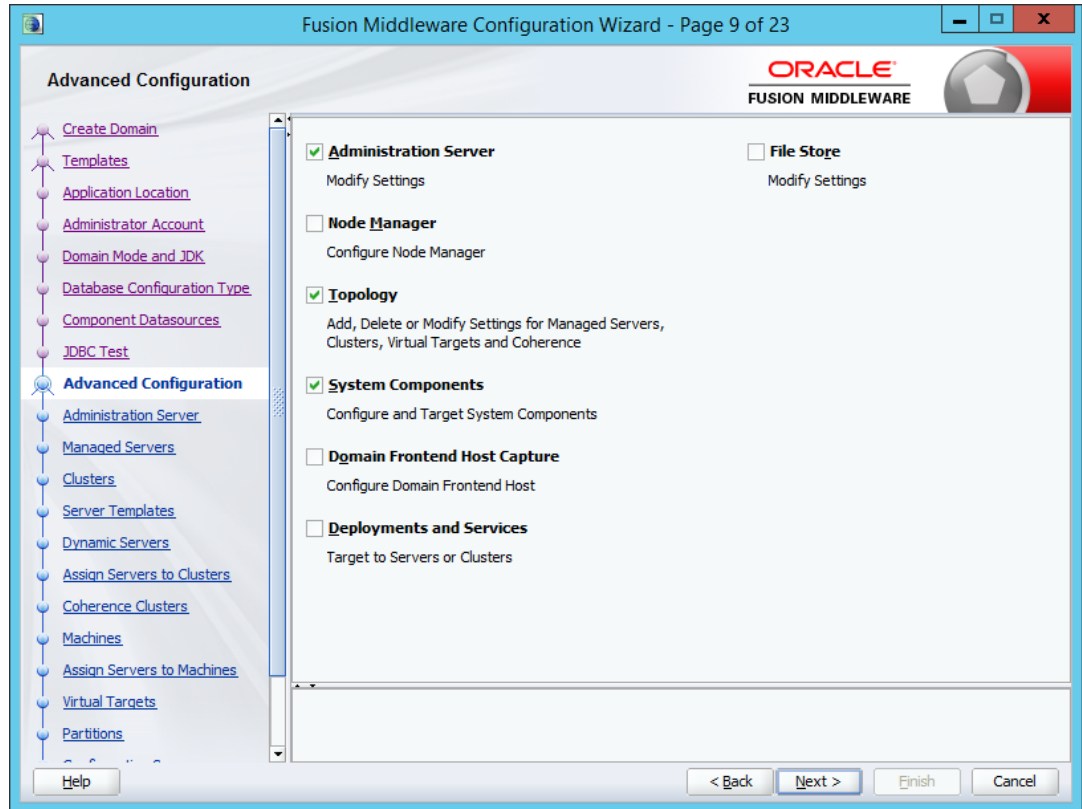 Fusion Middleware Configuration Wizard - Page 9 of 23
Advanced Configuration
ORACLE
FUSION MIDDLEWARE
Create Domain
Templates
Application Location
Administrator Account
Domain Mode and JDK
Database Configuration Type
Component Datasources
JDBC Test
Advanced Configuration
Administration Server
Managed Servers
Clusters
Server Templates
Dynamic Servers
Assign Servers to Clusters
Coherence Clusters
Machines
Assign Servers to Machines
Virtual Targets
Partitions
Administration Server
Modify Settings
Node Manager
Configure Node Manager
Topology
Add, Delete or Modify Settings for Managed Servers,
Clusters, Virtual Targets and Coherence
System Components
Configure and Target System Components
Domain Frontend Host Capture
Configure Domain Frontend Host
Deployments and Services
Target to Servers or Clusters
File Store
Modify Settings
Help
< Back
Next >
Finish
Cancel